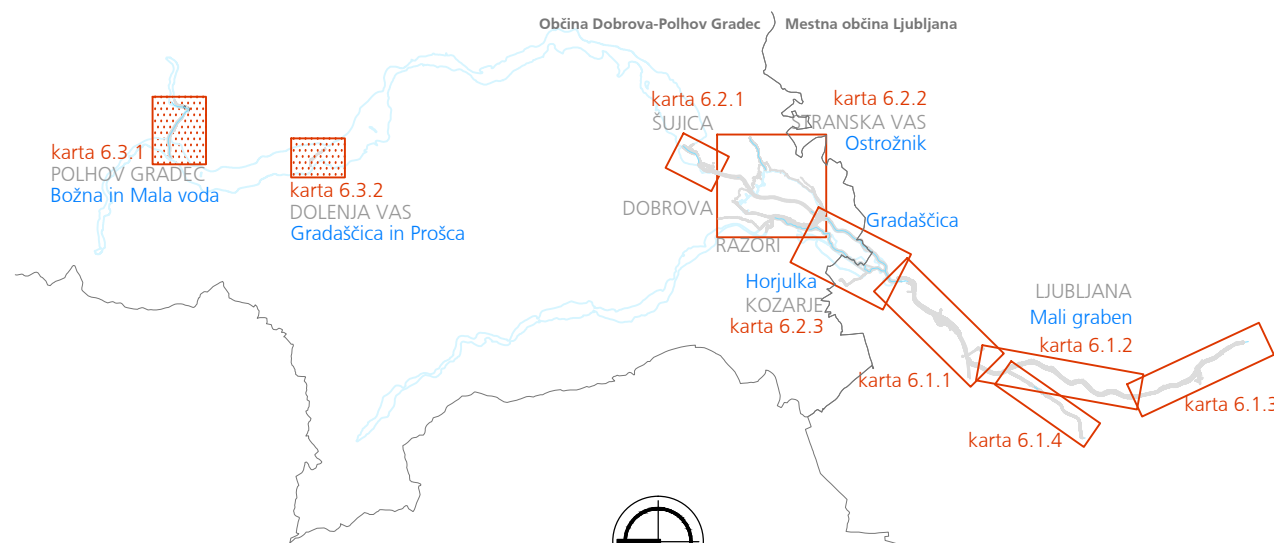 Občina Dobrova-Polhov Gradec
Mestna občina Ljubljana
karta 6.2.1
ŠUJICA
karta 6.2.2
STRANSKA VAS
Ostrožnik
karta 6.3.1
POLHOV GRADEC
Božna in Mala voda
karta 6.3.2
DOLENJA VAS
Gradaščica in Prošca
DOBROVA
RAZORI
Gradaščica
Horjulka
KOZARJE
karta 6.2.3
LJUBLJANA
Mali graben
karta 6.1.2
karta 6.1.1
karta 6.1.3
karta 6.1.4